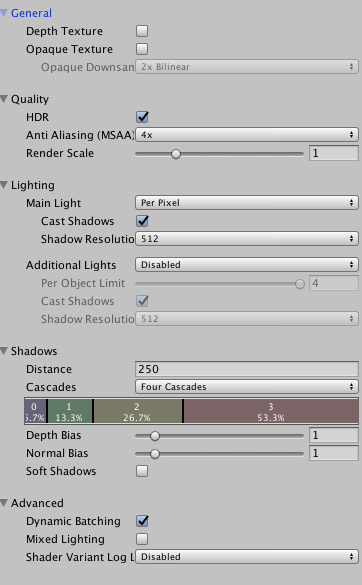 General
Depth Texture
Opaque Texture
Opaque Downsan 2x Bilinear
Quality
HDR
Anti Aliasing (MSAA) 4x
Render Scale 1
Lighting
Main Light Per Pixel
Cast Shadows
Shadow Resolutio 512
Additional Lights Disabled
Per Object Limit 4
Cast Shadows
Shadow Resolutio 512
Shadows
Distance 250
Cascades Four Cascades
0 1 2 3
5.7% 13.3% 26.7% 53.3%
Depth Bias 1
Normal Bias 1
Soft Shadows
Advanced
Dynamic Batching
Mixed Lighting
Shader Variant Log L Disabled